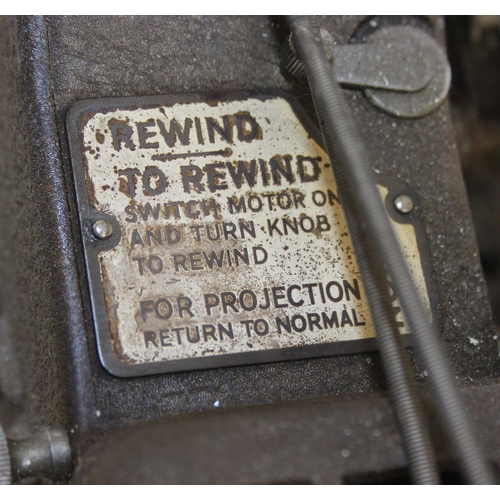 REWIND
TO REWIND
SWITCH MOTOR ON
AND TURN KNOB
TO REWIND
FOR PROJECTION
RETURN TO NORMAL